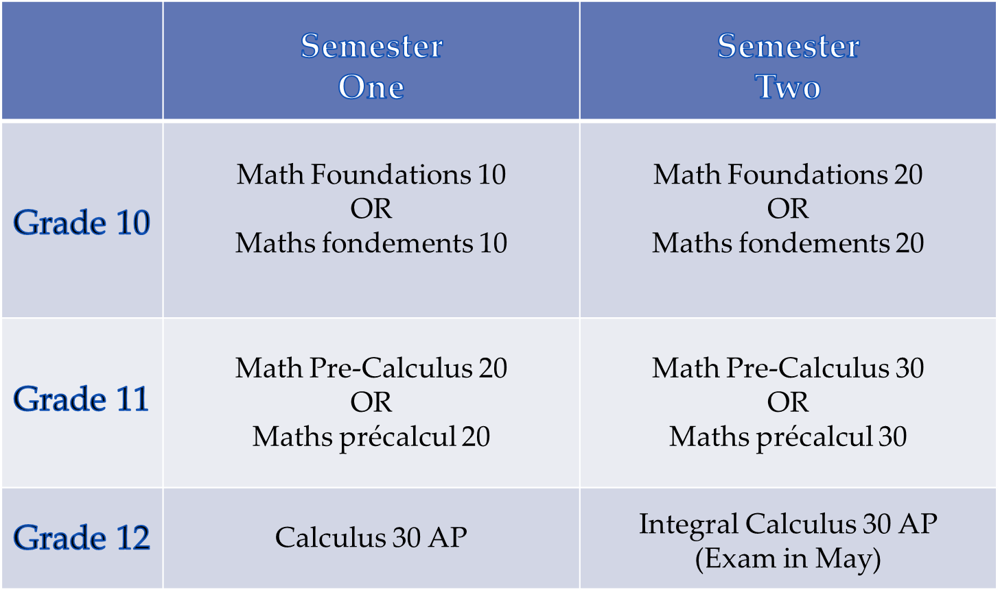 Semester
One
Semester
Two
Grade 10
Math Foundations 10
OR
Maths fondements 10
Math Foundations 20
OR
Maths fondements 20
Grade 11
Math Pre-Calculus 20
OR
Maths précalcul 20
Math Pre-Calculus 30
OR
Maths précalcul 30
Grade 12
Calculus 30 AP
Integral Calculus 30 AP
(Exam in May)